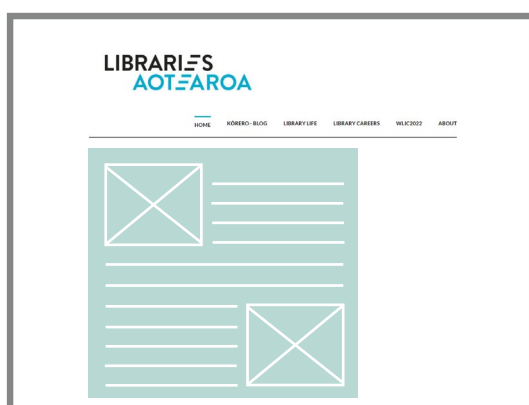 LIBRARIES
AOTEAROA
HOME KŌRERO - BLOG LIBRARY LIFE LIBRARY CAREERS WLIC2022 ABOUT